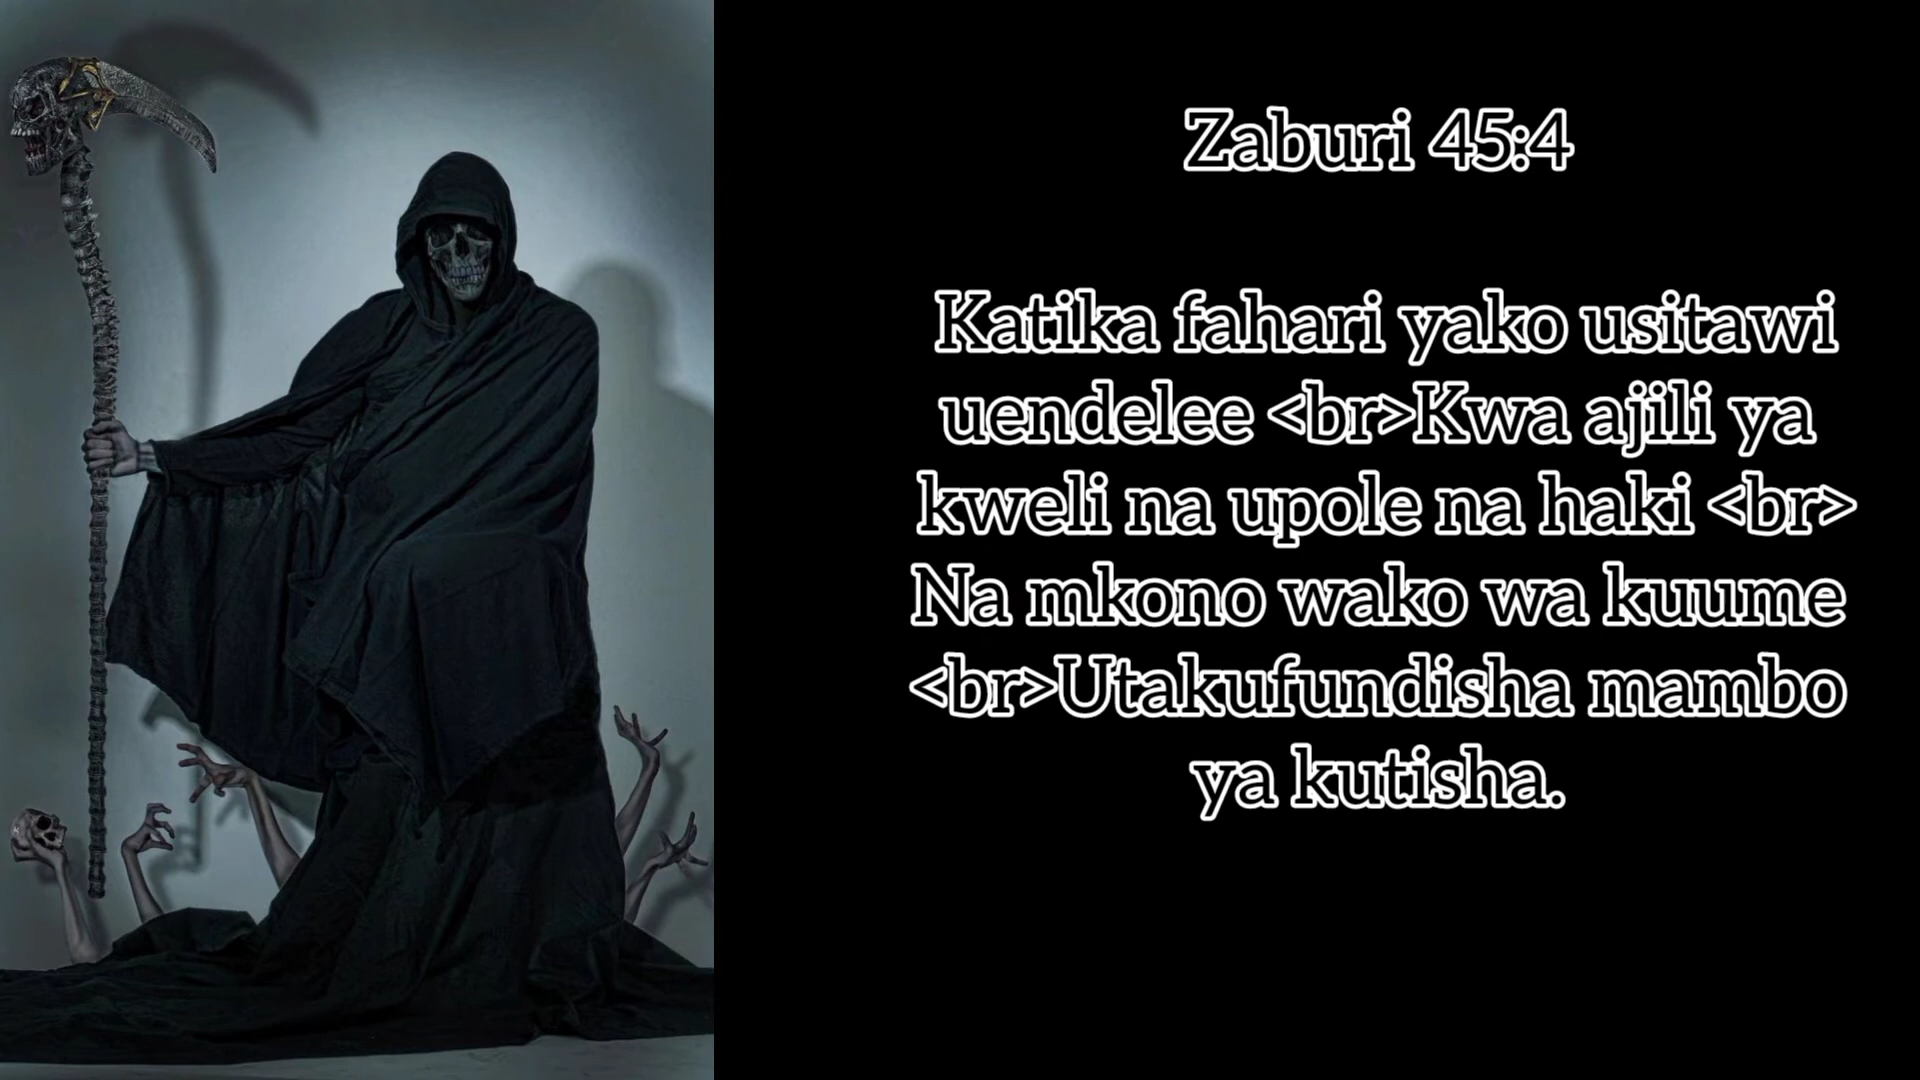 Zaburi 45:4
Katika fahari yako usitawi
uendelee <br>Kwa ajili ya
kweli na upole na haki <br>
Na mkono wako wa kuume
<br>Utakufundisha mambo
ya kutisha.